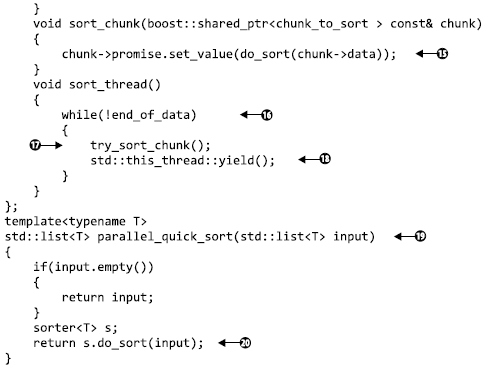 }
    void sort_chunk(boost::shared_ptr<chunk_to_sort > const& chunk)
    {
        chunk->promise.set_value(do_sort(chunk->data)); 15
    }
    void sort_thread()
    {
        while(!end_of_data) 16
        {
17          try_sort_chunk();
            std::this_thread::yield(); 18
        }
    }
};
template<typename T>
std::list<T> parallel_quick_sort(std::list<T> input) 19
{
    if(input.empty())
    {
        return input;
    }
    sorter<T> s;
    return s.do_sort(input); 20
}